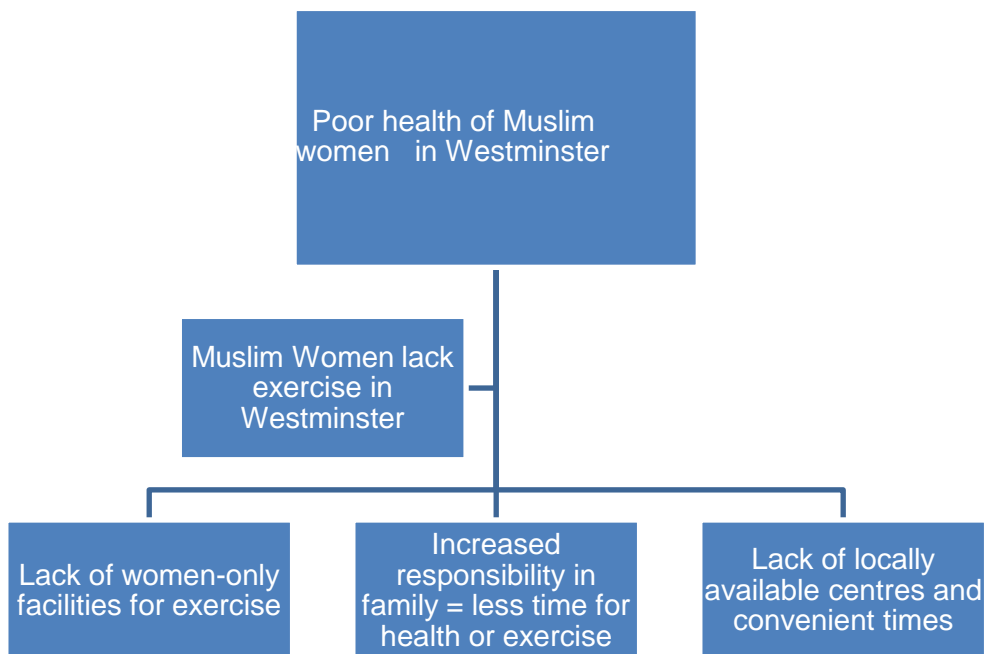 Poor health of Muslim
women in Westminster
Muslim Women lack
exercise in
Westminster
Lack of women-only
facilities for exercise
Increased
responsibility in
family = less time for
health or exercise
Lack of locally
available centres and
convenient times